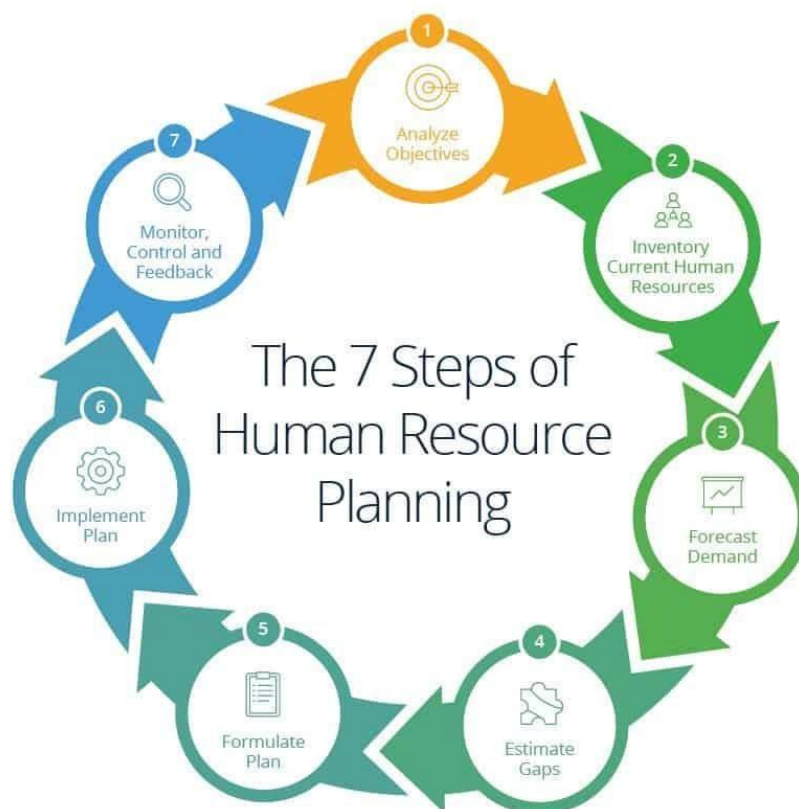 The 7 Steps of
Human Resource
Planning
1
Analyze
Objectives
2
Inventory
Current Human
Resources
3
Forecast
Demand
4
Estimate
Gaps
5
Formulate
Plan
6
Implement
Plan
7
Monitor,
Control and
Feedback